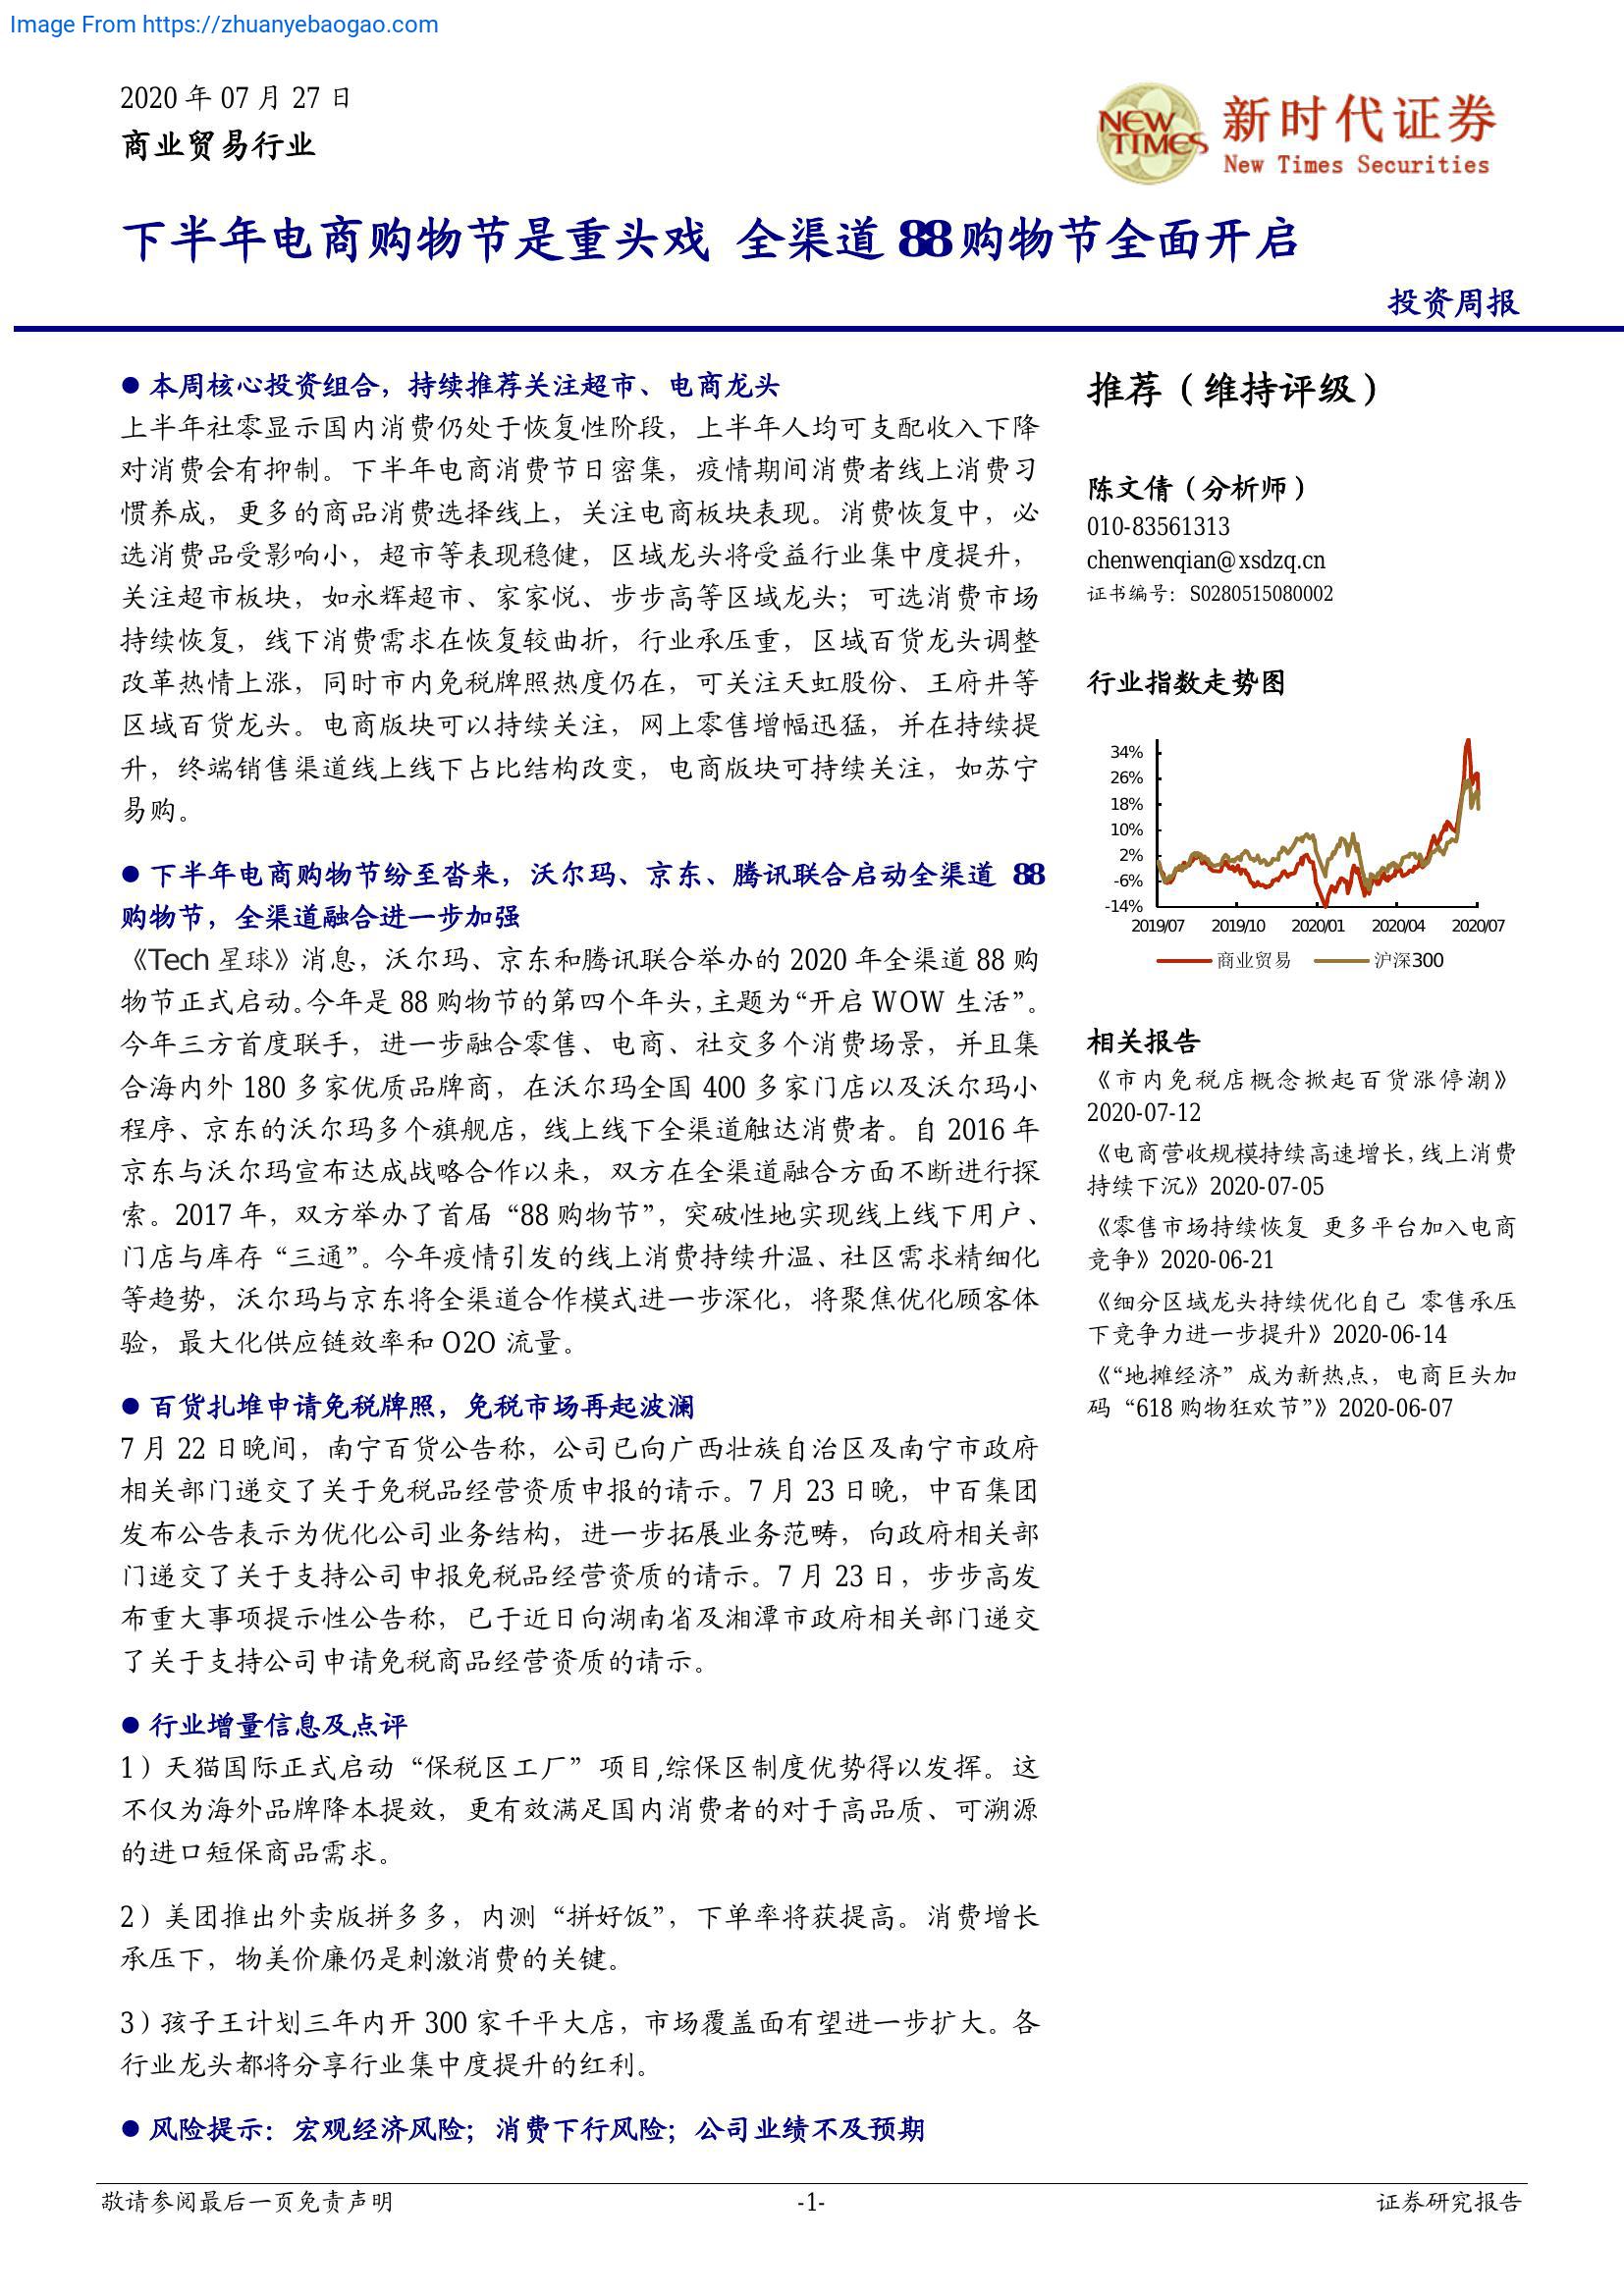 Image From https://zhuanyebaogao.com
2020 年 07 月 27 日
商业贸易行业
NEW TIMES
新时代证券
New Times Securities
下半年电商购物节是重头戏 全渠道 88 购物节全面开启
投资周报
● 本周核心投资组合，持续推荐关注超市、电商龙头
上半年社零显示国内消费仍处于恢复性阶段，上半年人均可支配收入下降
对消费会有抑制。下半年电商消费节日密集，疫情期间消费者线上消费习
惯养成，更多的商品消费选择线上，关注电商板块表现。消费恢复中，必
选消费品受影响小，超市等表现稳健，区域龙头将受益行业集中度提升，
关注超市板块，如永辉超市、家家悦、步步高等区域龙头；可选消费市场
持续恢复，线下消费需求在恢复较曲折，行业承压重，区域百货龙头调整
改革热情上涨，同时市内免税牌照热度仍在，可关注天虹股份、王府井等
区域百货龙头。电商版块可以持续关注，网上零售增幅迅猛，并在持续提
升，终端销售渠道线上线下占比结构改变，电商版块可持续关注，如苏宁
易购。
● 下半年电商购物节纷至沓来，沃尔玛、京东、腾讯联合启动全渠道 88
购物节，全渠道融合进一步加强
《Tech 星球》消息，沃尔玛、京东和腾讯联合举办的 2020 年全渠道 88 购
物节正式启动。今年是 88 购物节的第四个年头，主题为“开启 WOW 生活”。
今年三方首度联手，进一步融合零售、电商、社交多个消费场景，并且集
合海内外 180 多家优质品牌商，在沃尔玛全国 400 多家门店以及沃尔玛小
程序、京东的沃尔玛多个旗舰店，线上线下全渠道触达消费者。自 2016 年
京东与沃尔玛宣布达成战略合作以来，双方在全渠道融合方面不断进行探
索。2017 年，双方举办了首届“88 购物节”，突破性地实现线上线下用户、
门店与库存“三通”。今年疫情引发的线上消费持续升温、社区需求精细化
等趋势，沃尔玛与京东将全渠道合作模式进一步深化，将聚焦优化顾客体
验，最大化供应链效率和 O2O 流量。
● 百货扎堆申请免税牌照，免税市场再起波澜
7 月 22 日晚间，南宁百货公告称，公司已向广西壮族自治区及南宁市政府
相关部门递交了关于免税品经营资质申报的请示。7 月 23 日晚，中百集团
发布公告表示为优化公司业务结构，进一步拓展业务范畴，向政府相关部
门递交了关于支持公司申报免税品经营资质的请示。7 月 23 日，步步高发
布重大事项提示性公告称，已于近日向湖南省及湘潭市政府相关部门递交
了关于支持公司申请免税商品经营资质的请示。
● 行业增量信息及点评
1）天猫国际正式启动“保税区工厂”项目,综保区制度优势得以发挥。这
不仅为海外品牌降本提效，更有效满足国内消费者的对于高品质、可溯源
的进口短保商品需求。
2）美团推出外卖版拼多多，内测“拼好饭”，下单率将获提高。消费增长
承压下，物美价廉仍是刺激消费的关键。
3）孩子王计划三年内开 300 家千平大店，市场覆盖面有望进一步扩大。各
行业龙头都将分享行业集中度提升的红利。
● 风险提示：宏观经济风险；消费下行风险；公司业绩不及预期
推荐（维持评级）
陈文倩（分析师）
010-83561313
chenwenqian@xsdzq.cn
证书编号：S0280515080002
行业指数走势图
34%
26%
18%
10%
2%
-6%
-14%
2019/07 2019/10 2020/01 2020/04 2020/07
商业贸易 沪深300
相关报告
《市内免税店概念掀起百货涨停潮》
2020-07-12
《电商营收规模持续高速增长，线上消费
持续下沉》2020-07-05
《零售市场持续恢复 更多平台加入电商
竞争》2020-06-21
《细分区域龙头持续优化自己 零售承压
下竞争力进一步提升》2020-06-14
《“地摊经济”成为新热点，电商巨头加
码“618 购物狂欢节”》2020-06-07
敬请参阅最后一页免责声明
-1-
证券研究报告